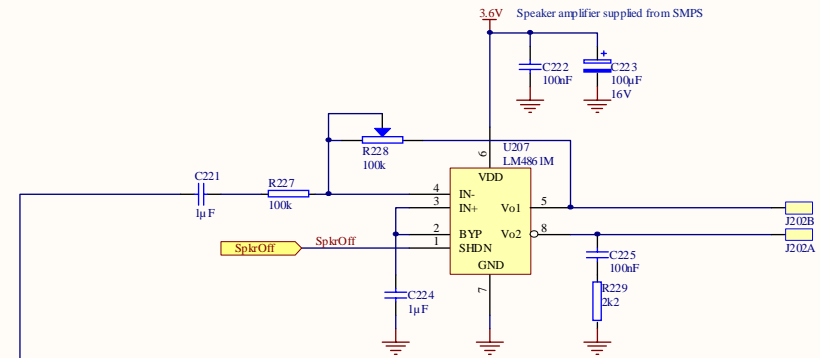 3.6V Speaker amplifier supplied from SMPS
C222
100nF
C223
100µF
16V
+
R228
100k
U207
LM4861M
6
VDD
C221
1µF
R227
100k
4
IN-
3
IN+
Vo1
5
2
BYP
Vo2
8
1
SHDN
GND
7
J202B
J202A
SpkrOff
SpkrOff
C225
100nF
C224
1µF
R229
2k2